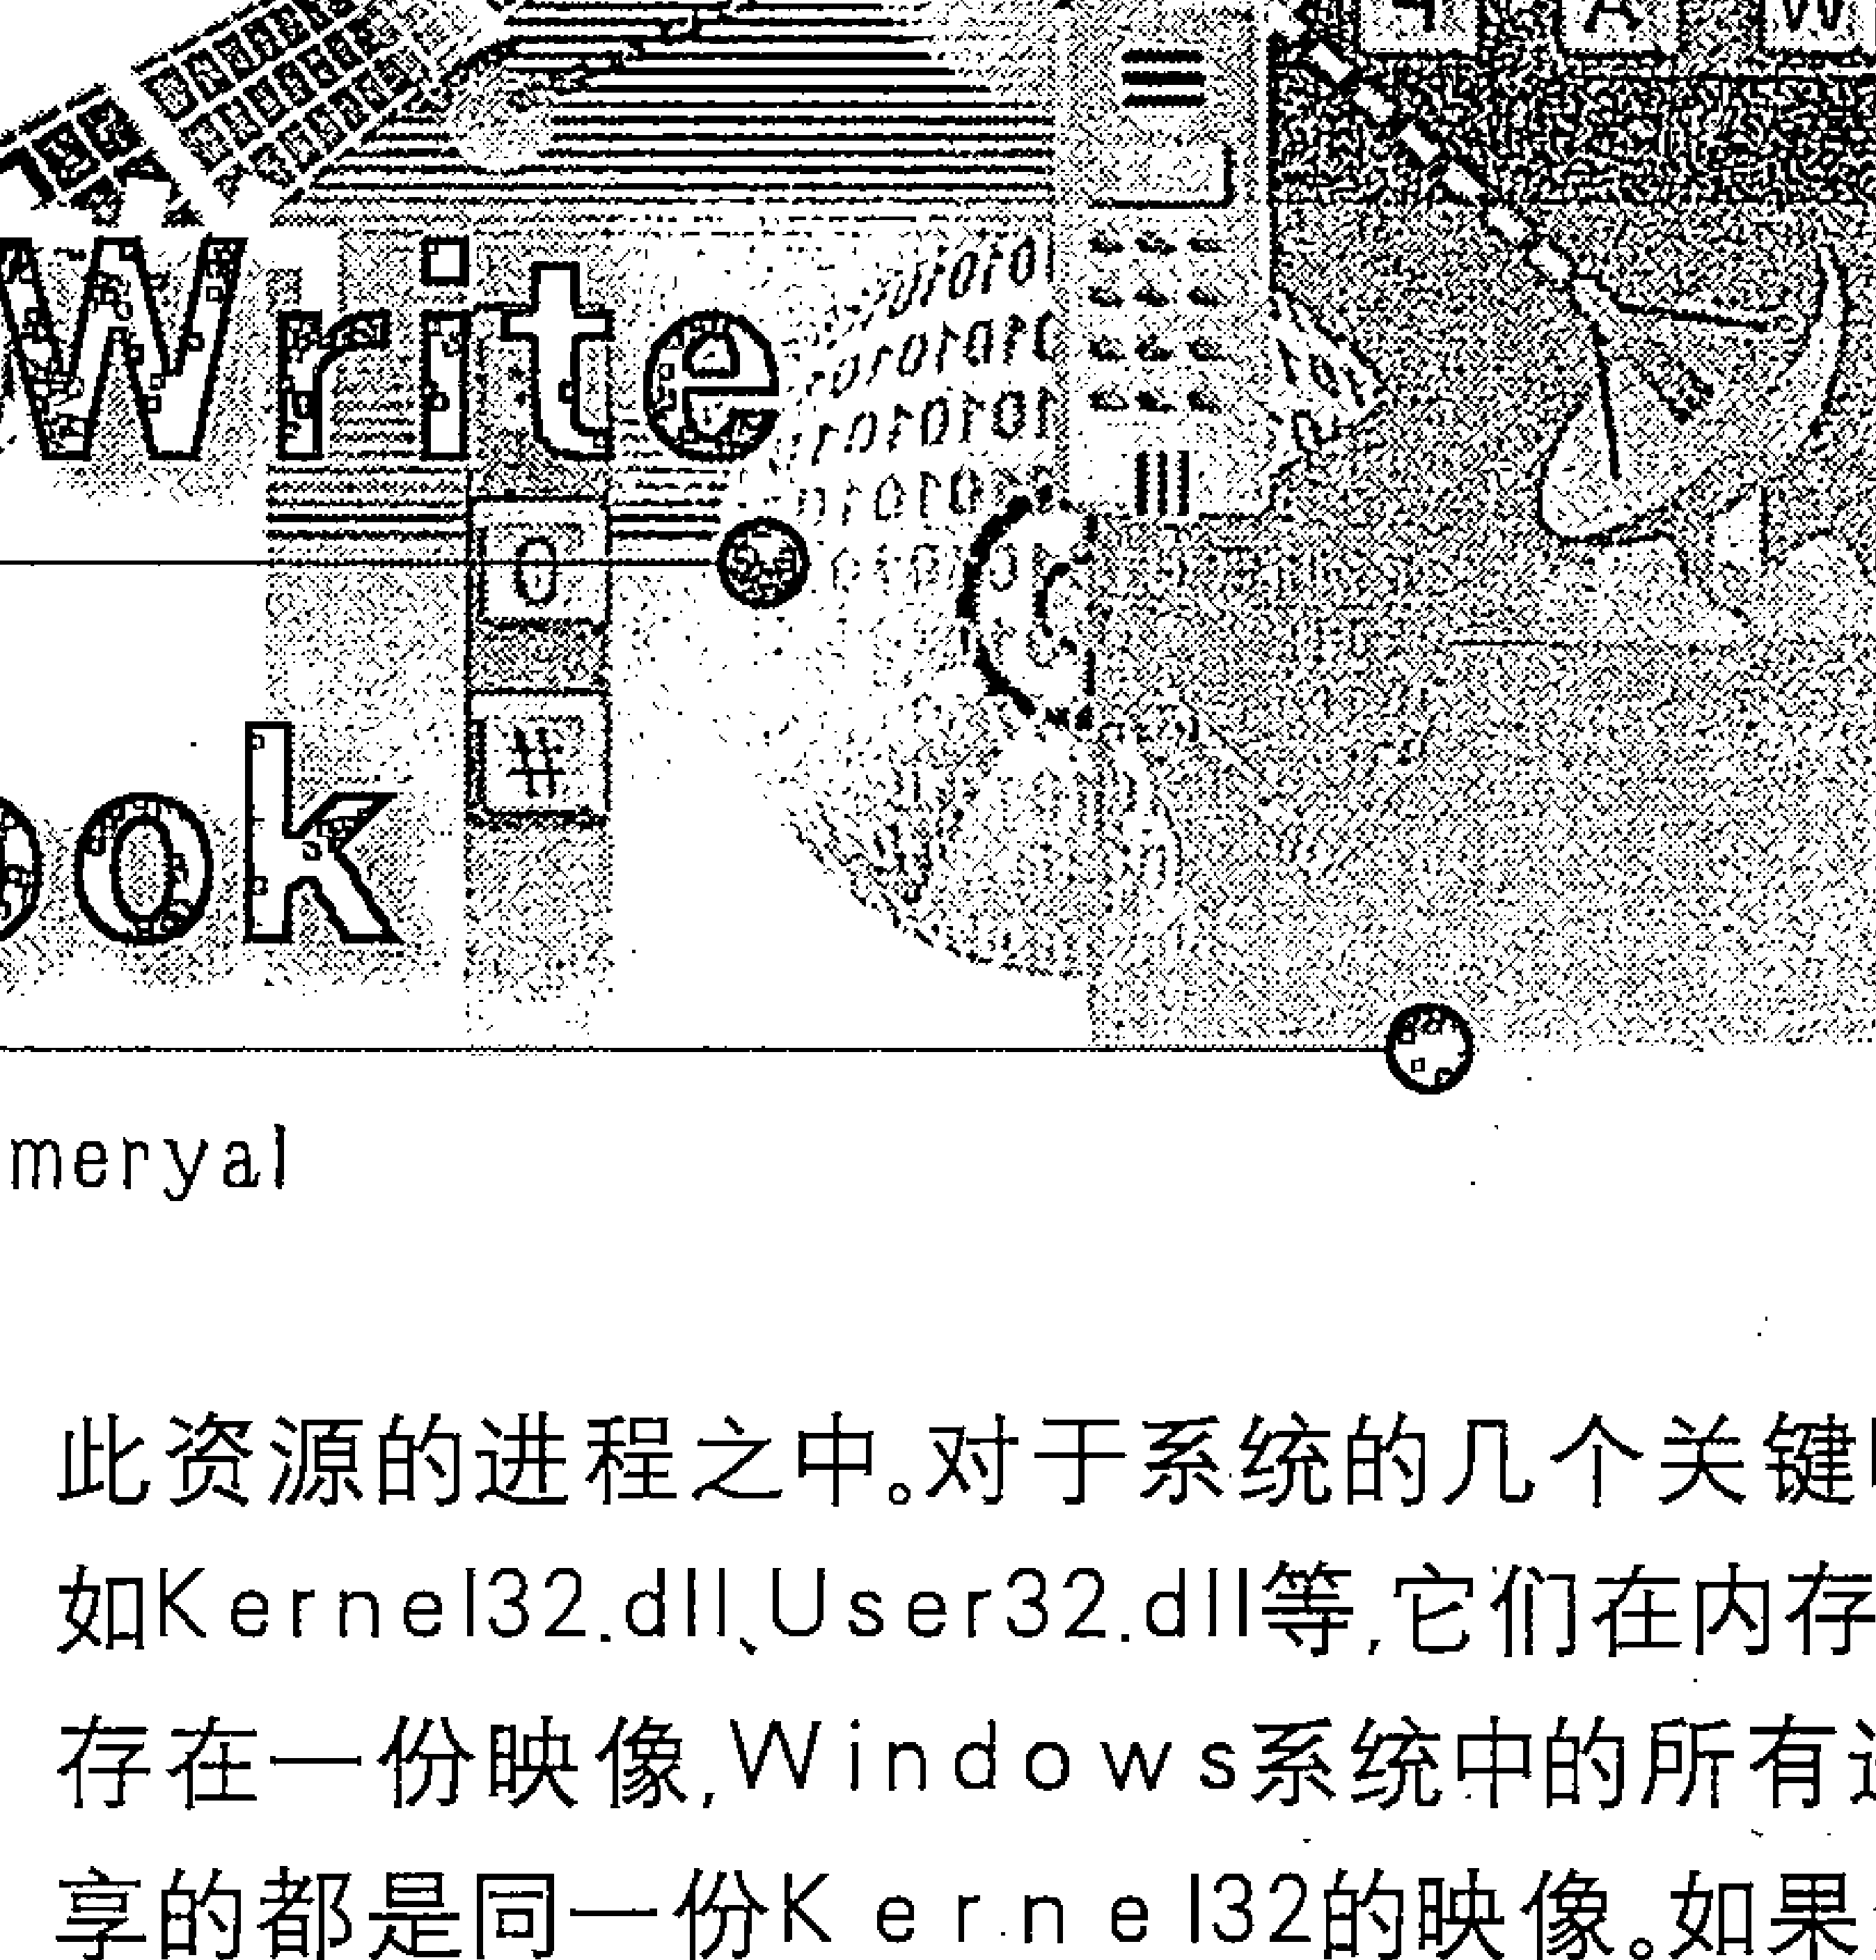 Write
0
#
ook
meryal
此资源的进程之中。对于系统的几个关键
如Kernel32.dll、User32.dll等,它们在内存
存在一份映像,Windows系统中的所有
享的都是同一份Kernel32的映像。如果